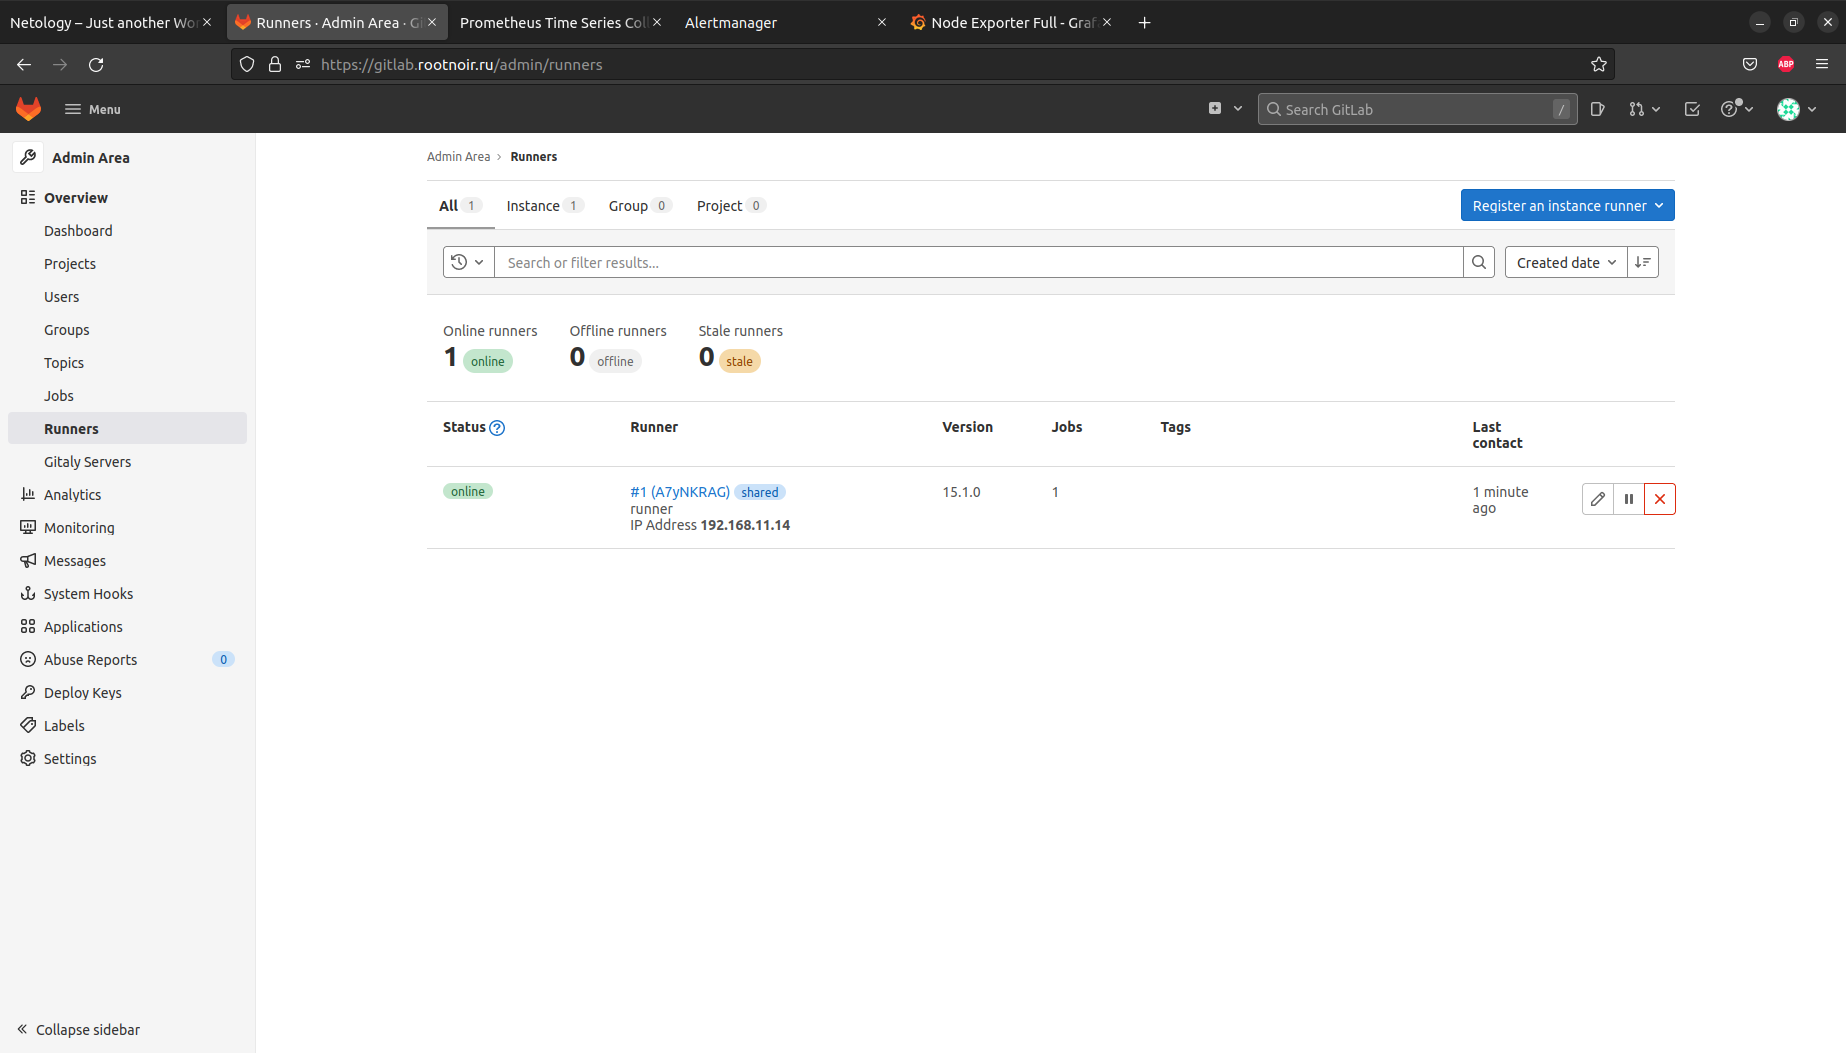 Netology – Just another Wor
Runners · Admin Area · G
Prometheus Time Series Coll
Alertmanager
Node Exporter Full - Graf
https://gitlab.rootnoir.ru/admin/runners
ABP
Menu
Search GitLab
/
Admin Area
Overview
Dashboard
Projects
Users
Groups
Topics
Jobs
Runners
Gitaly Servers
Analytics
Monitoring
Messages
System Hooks
Applications
Abuse Reports 0
Deploy Keys
Labels
Settings
Collapse sidebar
Admin Area › Runners
All 1 Instance 1 Group 0 Project 0
Register an instance runner
Search or filter results...
Created date
Online runners Offline runners Stale runners
1 online 0 offline 0 stale
Status Runner Version Jobs Tags Last
contact
online #1 (A7yNKRAG) shared 15.1.0 1 1 minute
ago
runner
IP Address 192.168.11.14